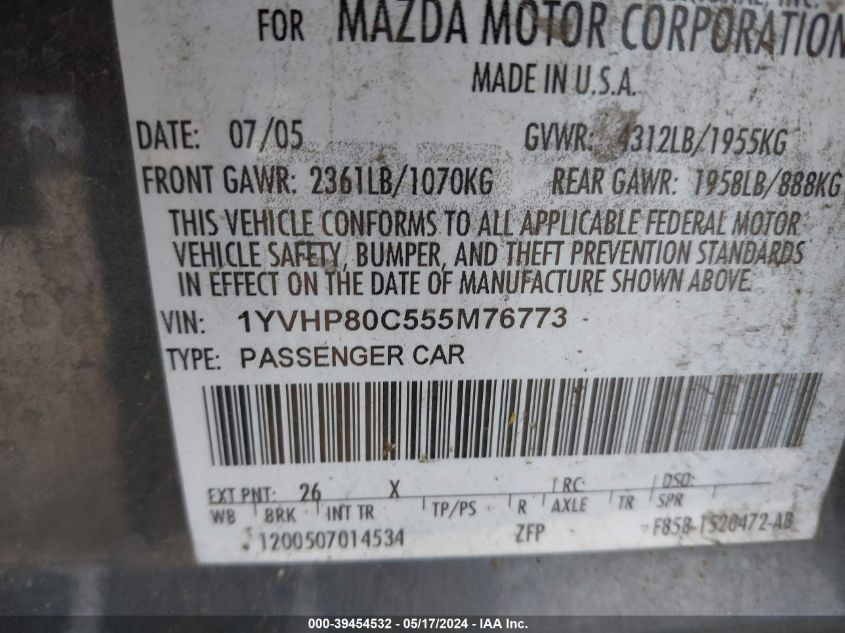 INC.
FOR MAZDA MOTOR CORPORATION
MADE IN U.S.A.
DATE: 07/05 GVWR: 4312LB/1955KG
FRONT GAWR: 2361LB/1070KG REAR GAWR: 1958LB/888KG
THIS VEHICLE CONFORMS TO ALL APPLICABLE FEDERAL MOTOR
VEHICLE SAFETY, BUMPER, AND THEFT PREVENTION STANDARDS
IN EFFECT ON THE DATE OF MANUFACTURE SHOWN ABOVE.
VIN: 1YVHP80C555M76773
TYPE: PASSENGER CAR
EXT PNT: 26 X RC: DSO:
WB BRK INT TR TP/PS R AXLE TR SPR
1200507014534 ZFP F85B-1520472-AB
000-39454532 - 05/17/2024 - IAA Inc.